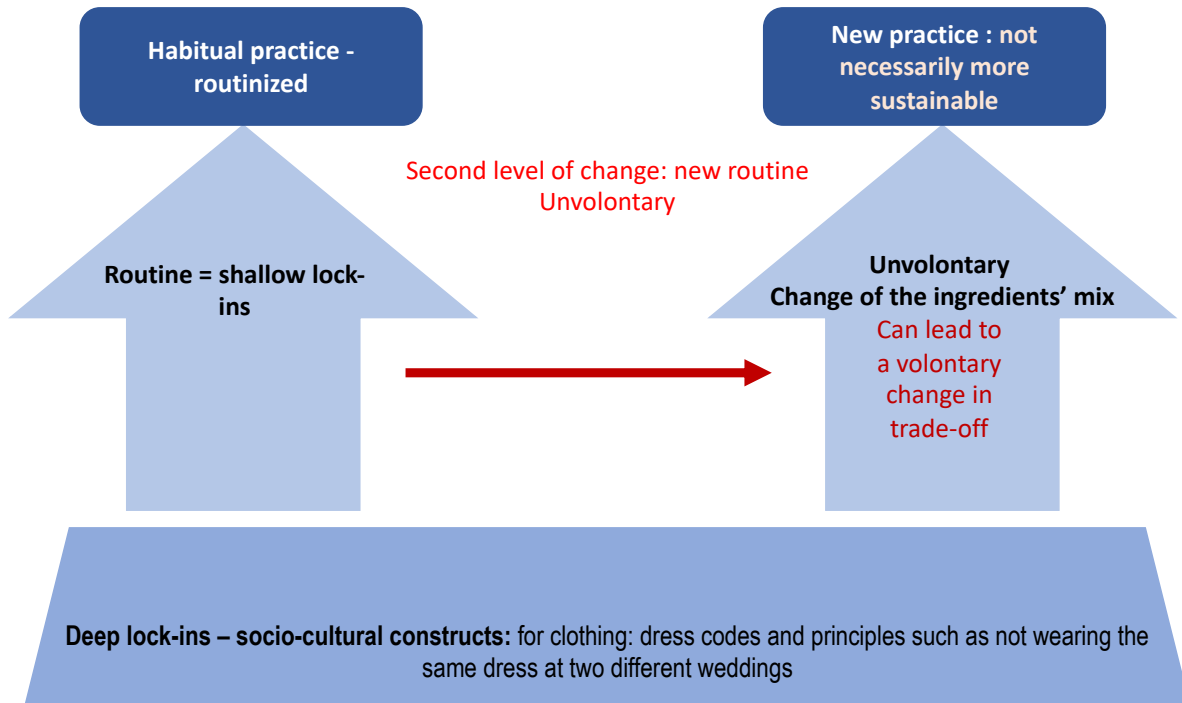 Habitual practice -
routinized
New practice : not
necessarily more
sustainable
Second level of change: new routine
Unvolontary
Routine = shallow lock-
ins
Unvolontary
Change of the ingredients’ mix
Can lead to
a volontary
change in
trade-off
Deep lock-ins – socio-cultural constructs: for clothing: dress codes and principles such as not wearing the
same dress at two different weddings